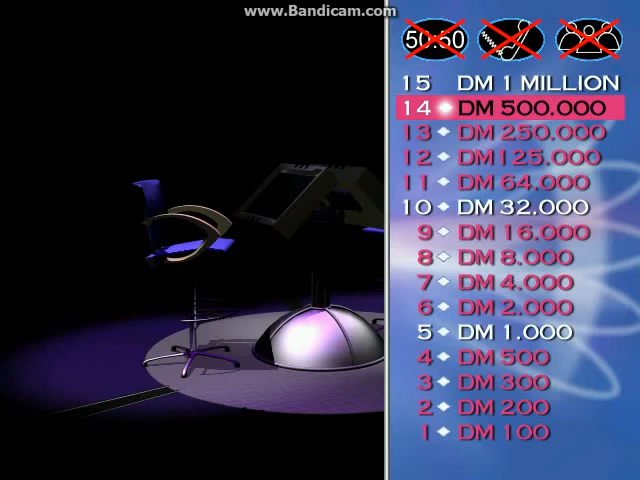 www.Bandicam.com
50:50
15 DM 1 MILLION
14 DM 500.000
13 DM 250.000
12 DM125.000
11 DM 64.000
10 DM 32.000
9 DM 16.000
8 DM 8.000
7 DM 4.000
6 DM 2.000
5 DM 1.000
4 DM 500
3 DM 300
2 DM 200
1 DM 100